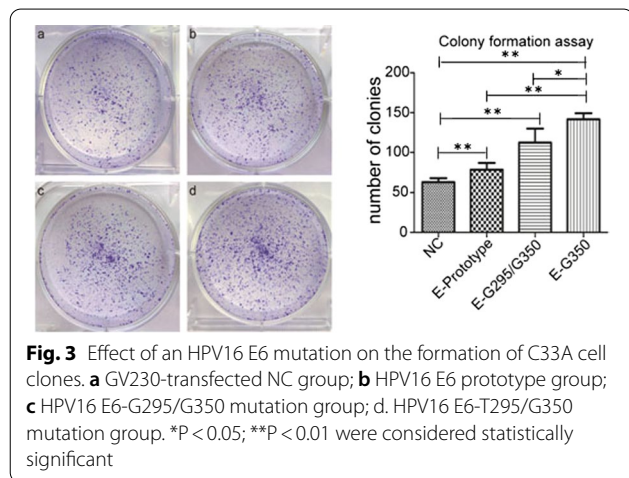 a
b
c
d
Colony formation assay
number of clonies
200
150
100
50
0
**
*
**
**
**
NC
E-Prototype
E-G295/G350
E-G350
Fig. 3 Effect of an HPV16 E6 mutation on the formation of C33A cell
clones. a GV230-transfected NC group; b HPV16 E6 prototype group;
c HPV16 E6-G295/G350 mutation group; d. HPV16 E6-T295/G350
mutation group. *P < 0.05; **P < 0.01 were considered statistically
significant